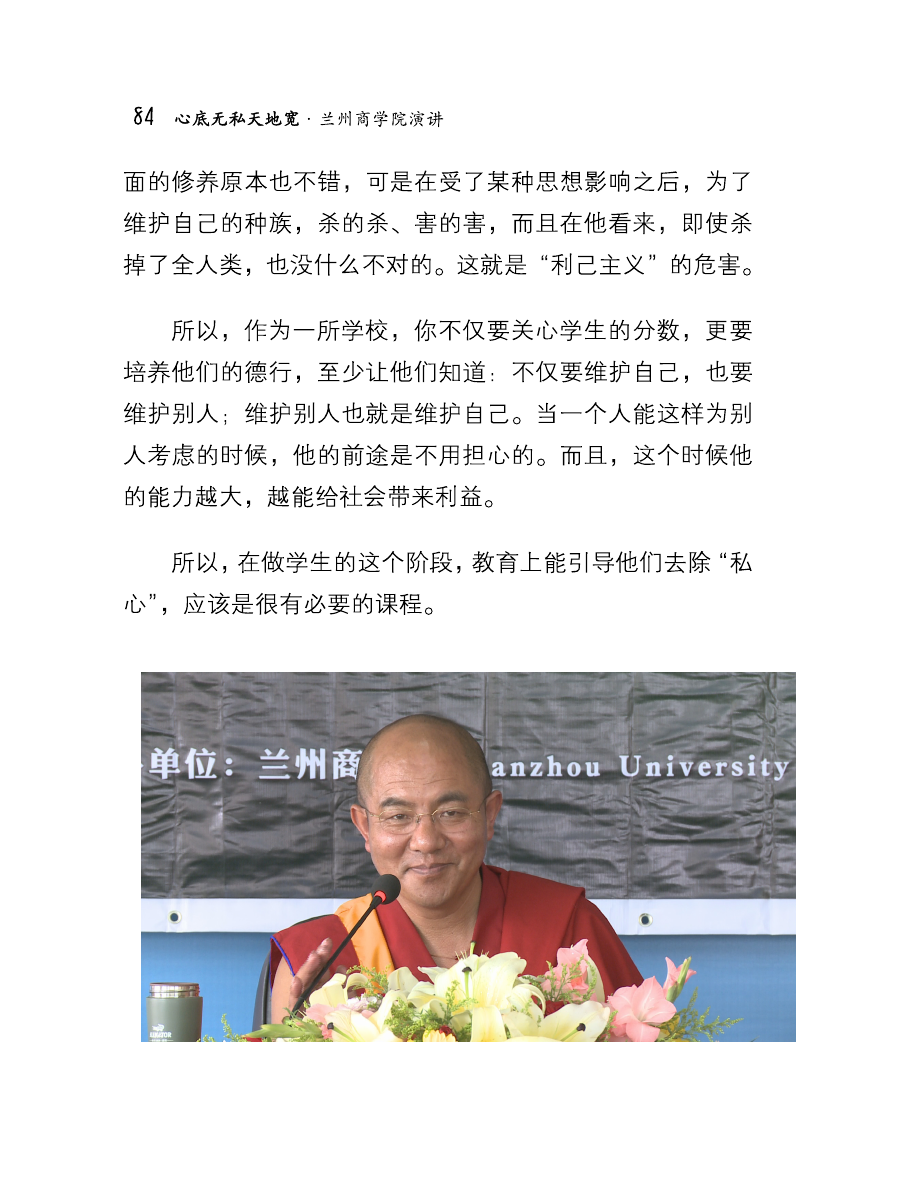 84 心底无私天地宽·兰州商学院演讲
面的修养原本也不错，可是在受了某种思想影响之后，为了
维护自己的种族，杀的杀、害的害，而且在他看来，即使杀
掉了全人类，也没什么不对的。这就是“利己主义”的危害。
所以，作为一所学校，你不仅要关心学生的分数，更要
培养他们的德行，至少让他们知道：不仅要维护自己，也要
维护别人；维护别人也就是维护自己。当一个人能这样为别
人考虑的时候，他的前途是不用担心的。而且，这个时候他
的能力越大，越能给社会带来利益。
所以，在做学生的这个阶段，教育上能引导他们去除“私
心”，应该是很有必要的课程。
单位：兰州商 anzhou University